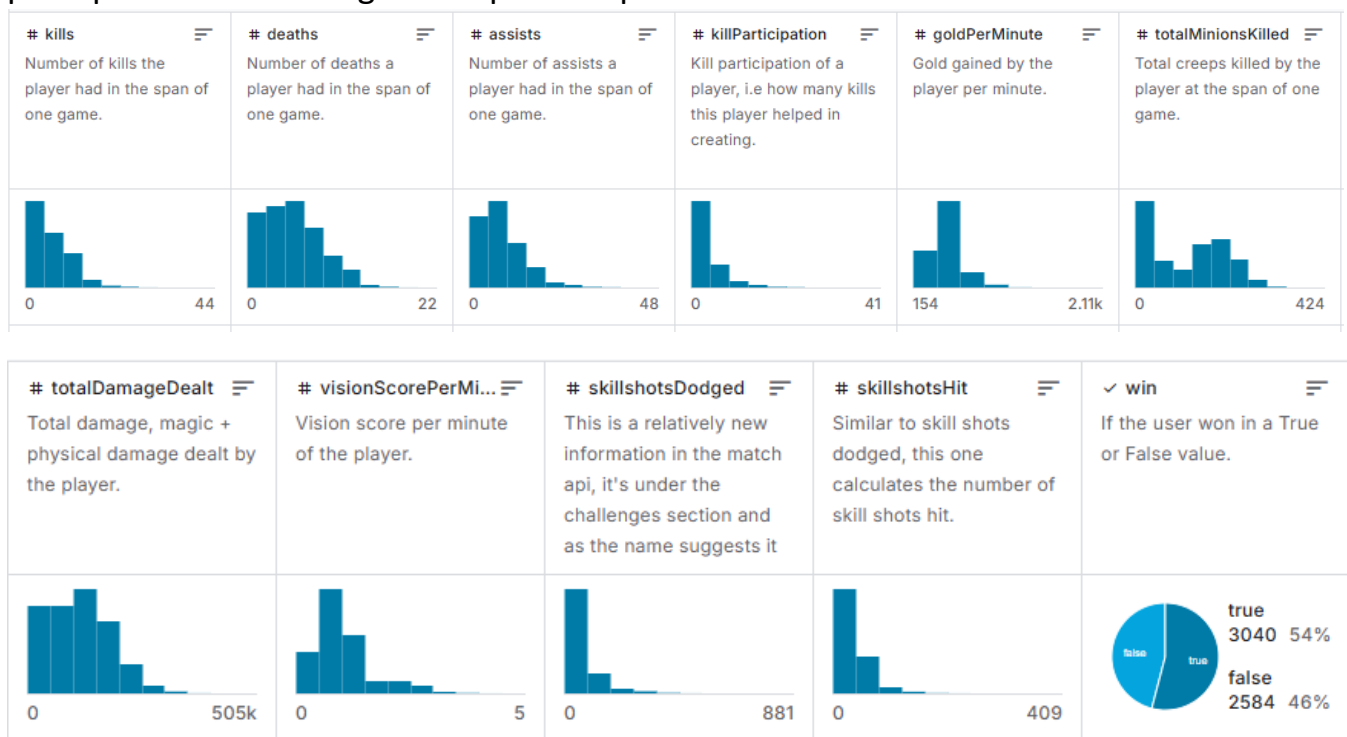 # kills
Number of kills the
player had in the span of
one game.
0 44
# deaths
Number of deaths a
player had in the span of
one game.
0 22
# assists
Number of assists a
player had in the span of
one game.
0 48
# killParticipation
Kill participation of a
player, i.e how many kills
this player helped in
creating.
0 41
# goldPerMinute
Gold gained by the
player per minute.
154 2.11k
# totalMinionsKilled
Total creeps killed by the
player at the span of one
game.
0 424
# totalDamageDealt
Total damage, magic +
physical damage dealt by
the player.
0 505k
# visionScorePerMi...
Vision score per minute
of the player.
0 5
# skillshotsDodged
This is a relatively new
information in the match
api, it's under the
challenges section and
as the name suggests it
0 881
# skillshotsHit
Similar to skill shots
dodged, this one
calculates the number of
skill shots hit.
0 409
✓ win
If the user won in a True
or False value.
false
true
true
3040 54%
false
2584 46%